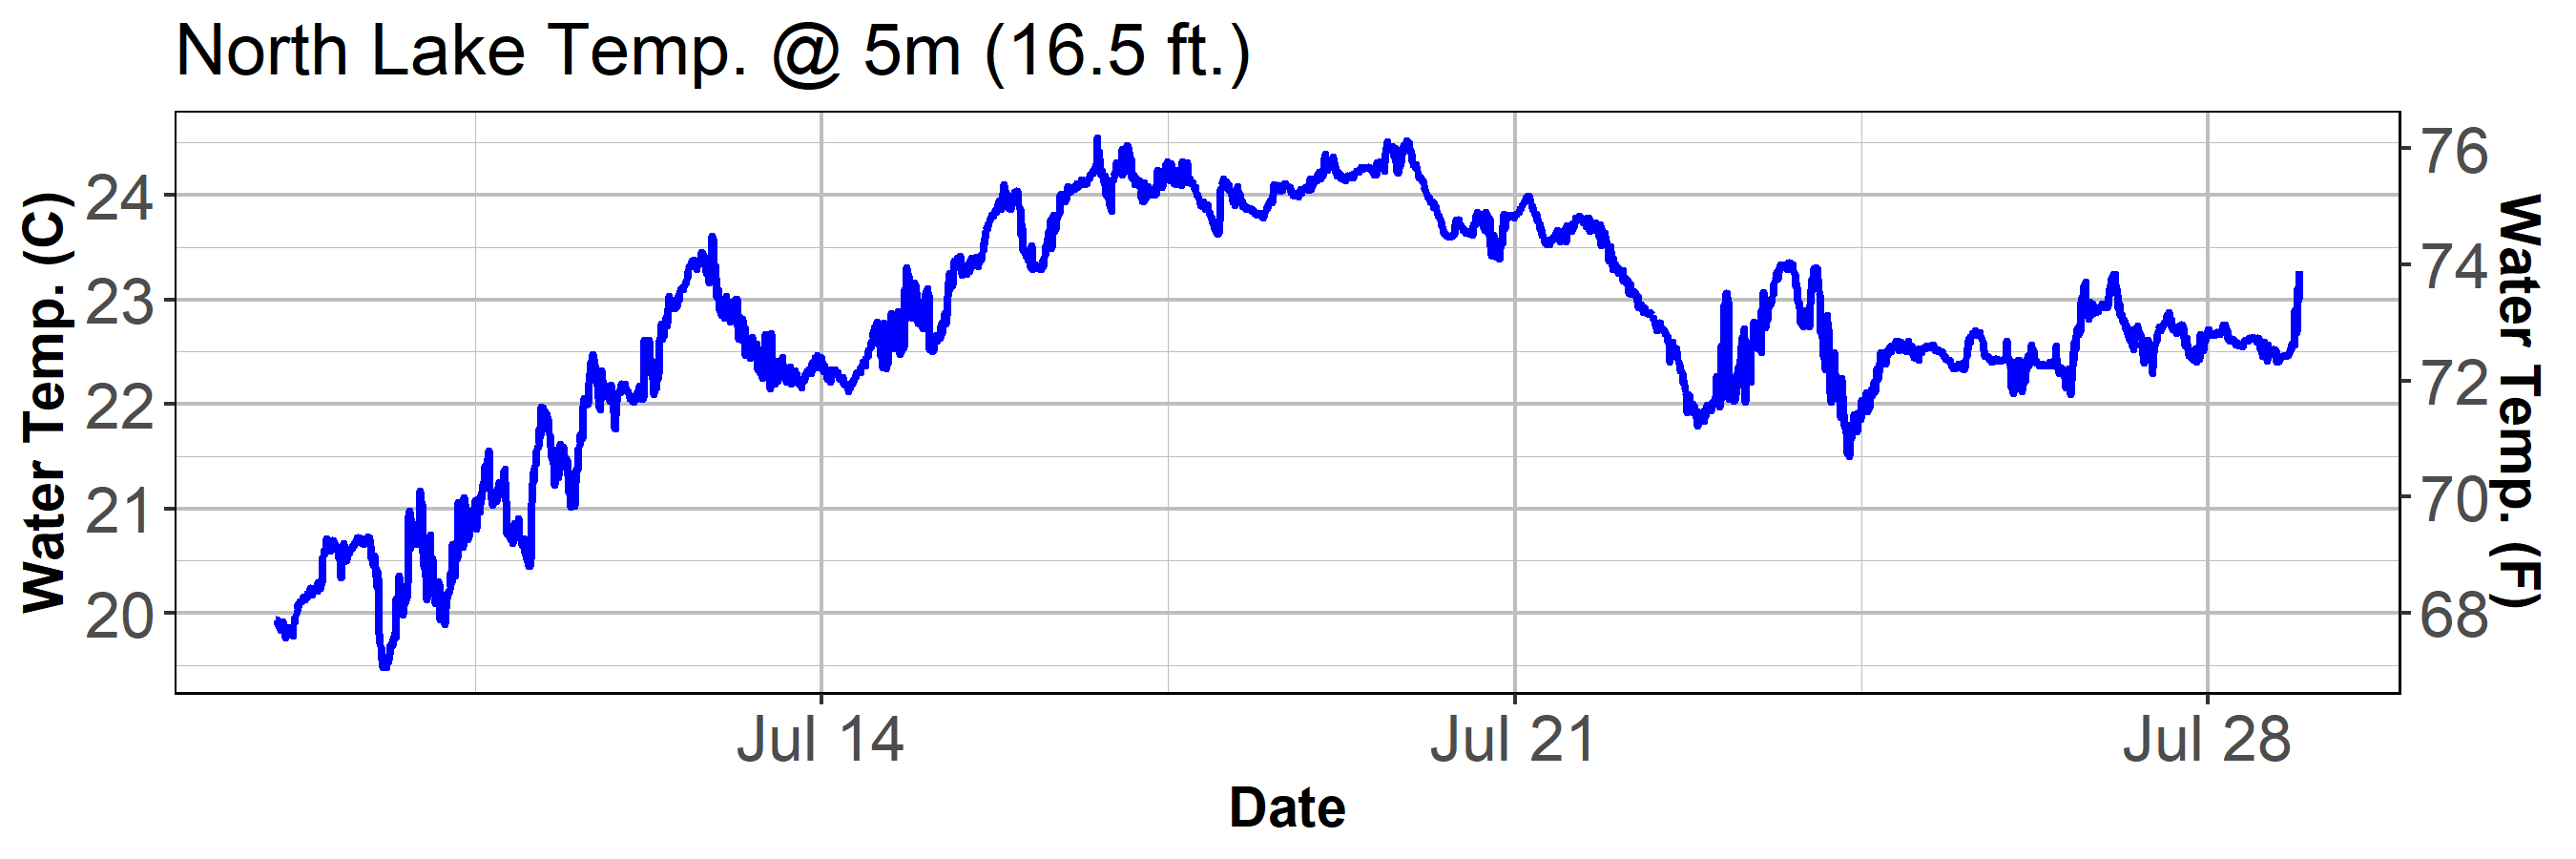 North Lake Temp. @ 5m (16.5 ft.)
Water Temp. (C)
24
23
22
21
20
76
74
72
70
68
Water Temp. (F)
Jul 14
Jul 21
Jul 28
Date